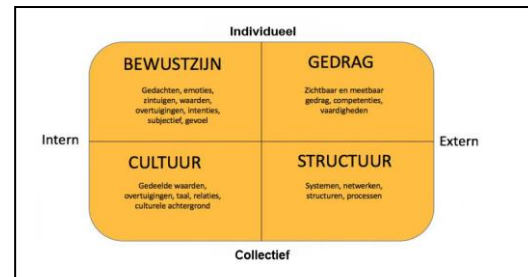 Individueel
BEWUSTZIJN
Gedachten, emoties,
zintuigen, waarden,
overtuigingen, intenties,
subjectief, gevoel
GEDRAG
Zichtbaar en meetbaar
gedrag, competenties,
vaardigheden
Intern
Extern
CULTUUR
Gedeelde waarden,
overtuigingen, taal, relaties,
culturele achtergrond
STRUCTUUR
Systemen, netwerken,
structuren, processen
Collectief